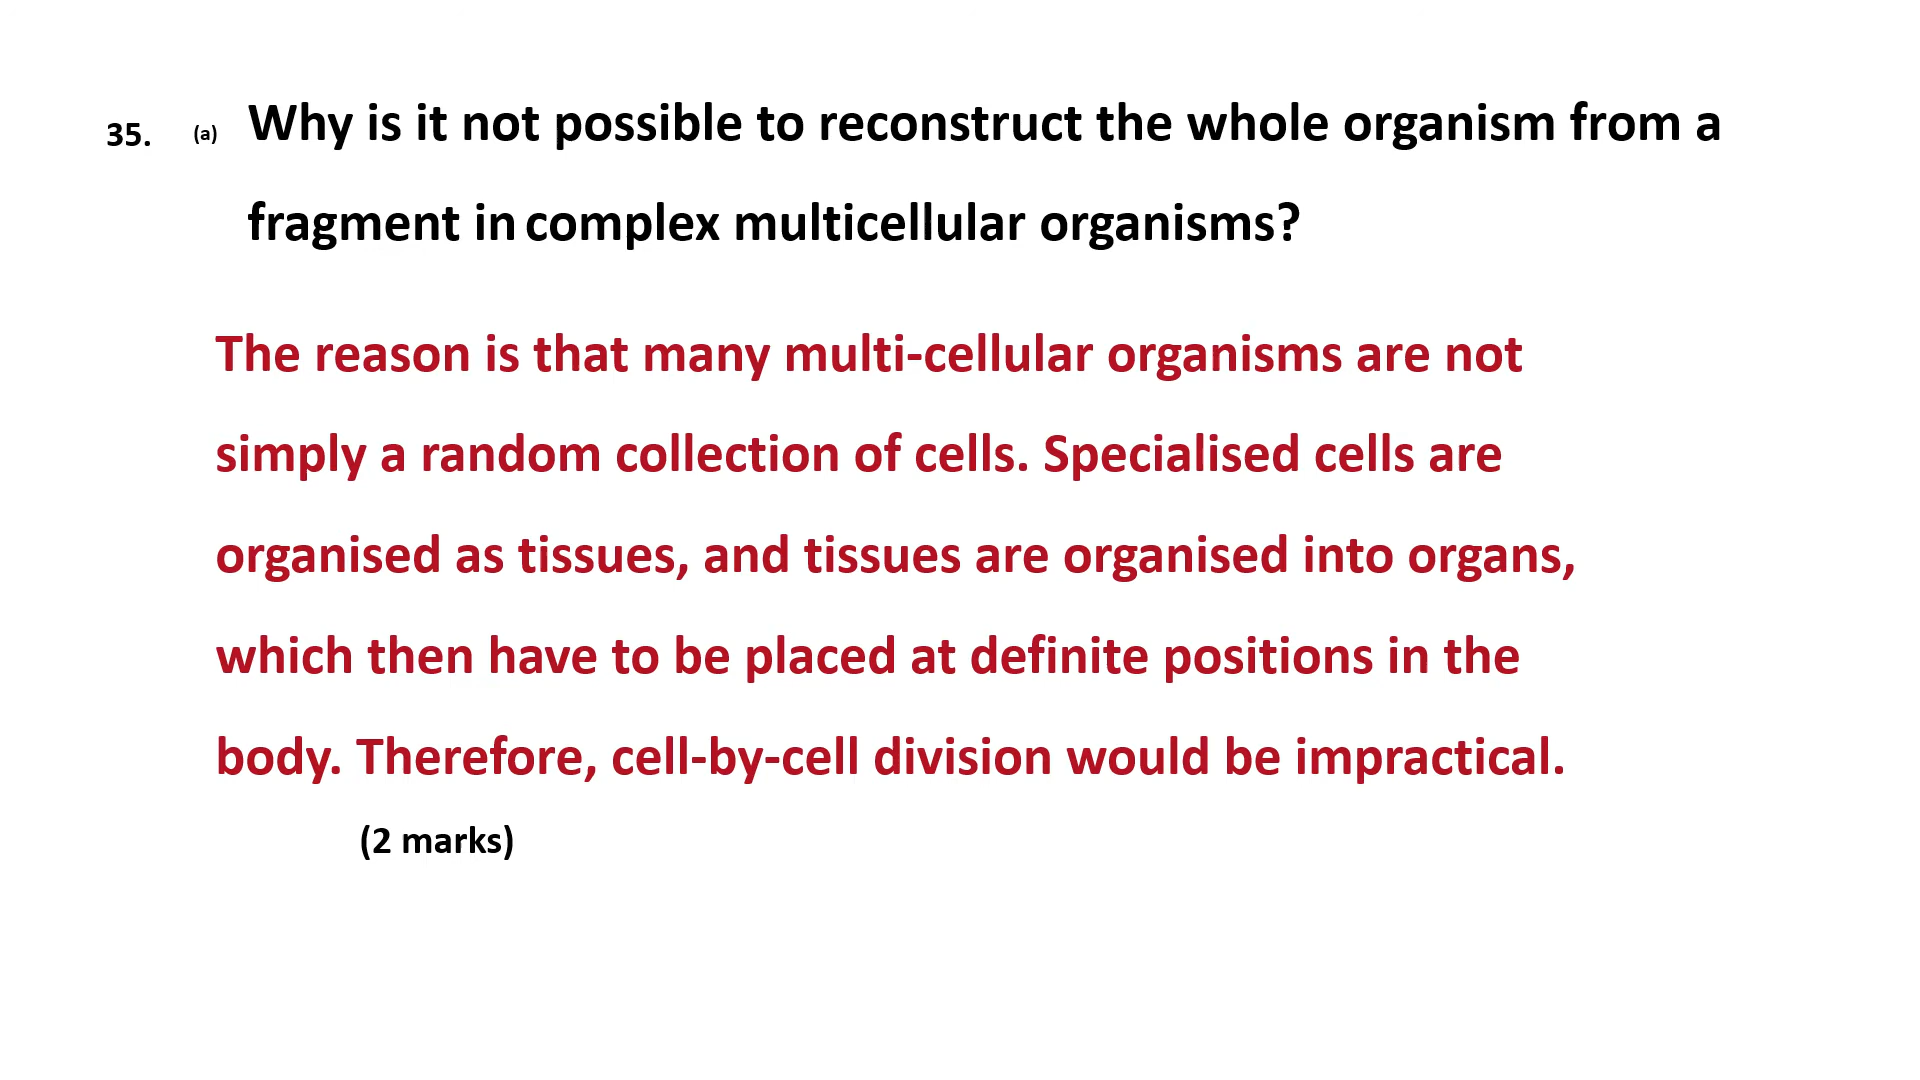 35. (a) Why is it not possible to reconstruct the whole organism from a
fragment in complex multicellular organisms?
The reason is that many multi-cellular organisms are not
simply a random collection of cells. Specialised cells are
organised as tissues, and tissues are organised into organs,
which then have to be placed at definite positions in the
body. Therefore, cell-by-cell division would be impractical.
(2 marks)